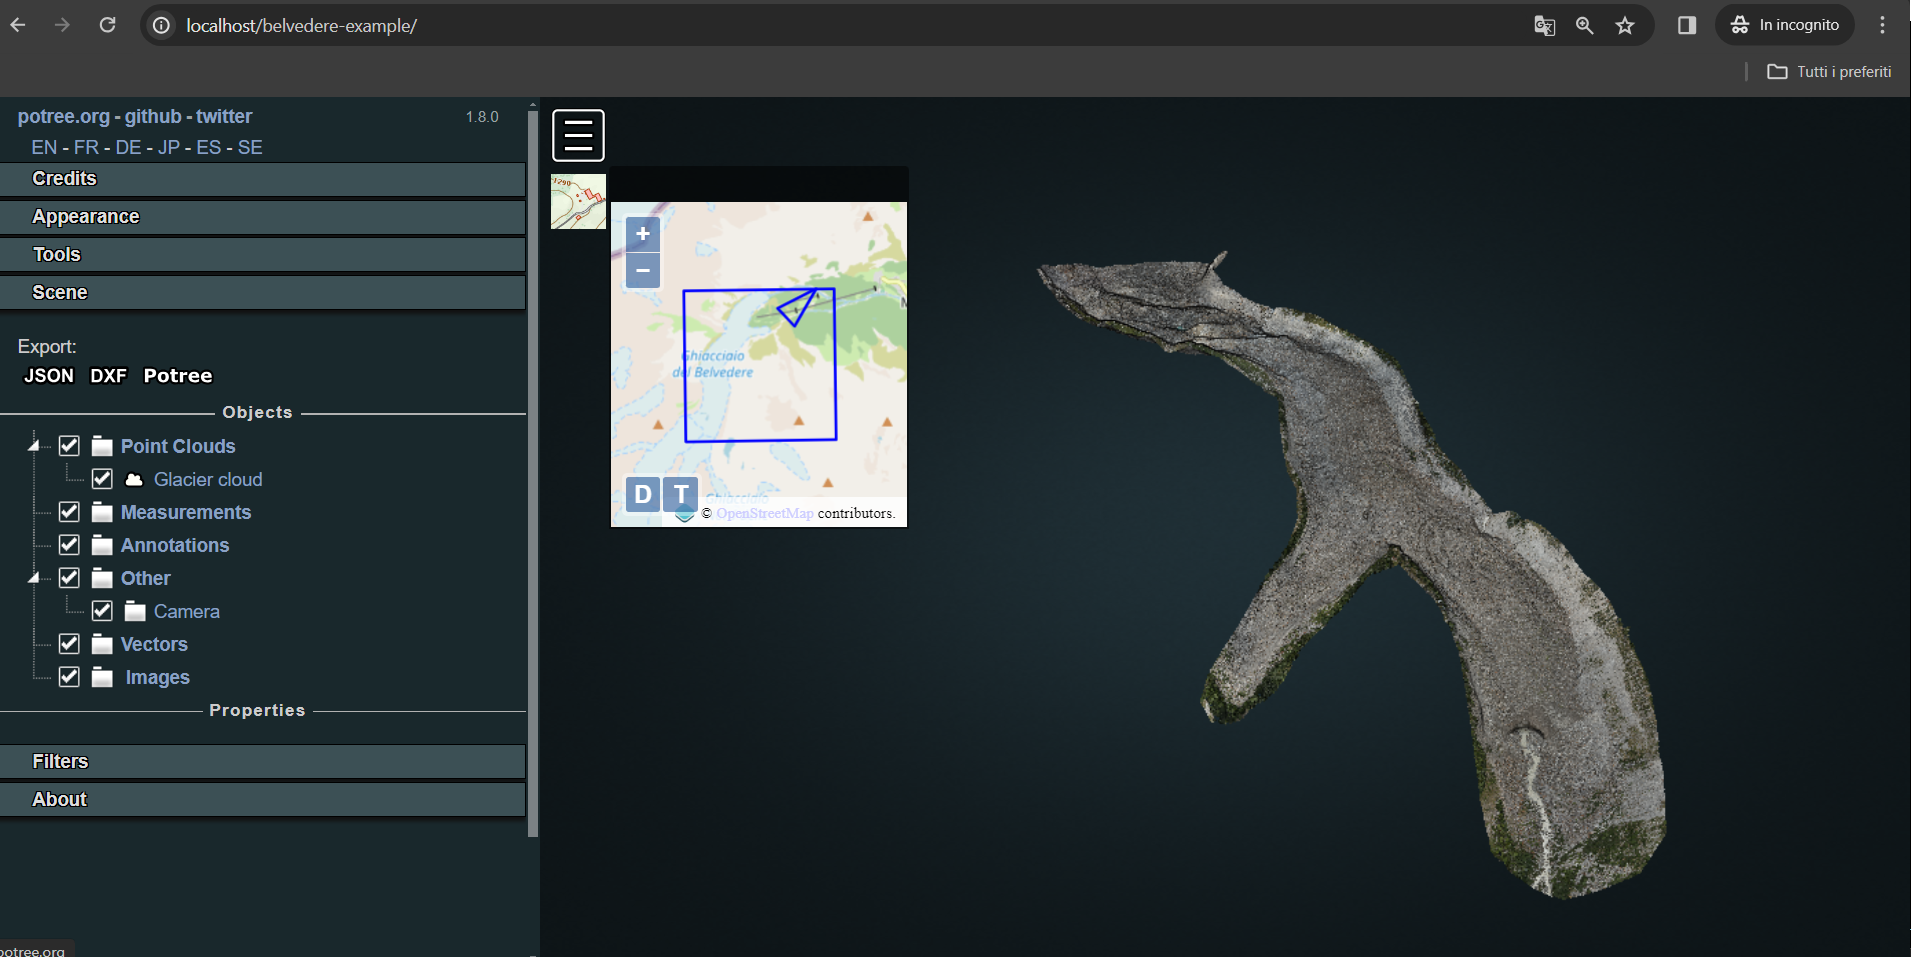 localhost/belvedere-example/
In incognito
Tutti i preferiti
potree.org - github - twitter 1.8.0
EN - FR - DE - JP - ES - SE
Credits
Appearance
Tools
Scene
Export:
JSON DXF Potree
Objects
Point Clouds
Glacier cloud
Measurements
Annotations
Other
Camera
Vectors
Images
Properties
Filters
About
potree.org
1290
+
−
M
Ghiacciaio
del Belvedere
D T
Ghiacciaio
© OpenStreetMap contributors.